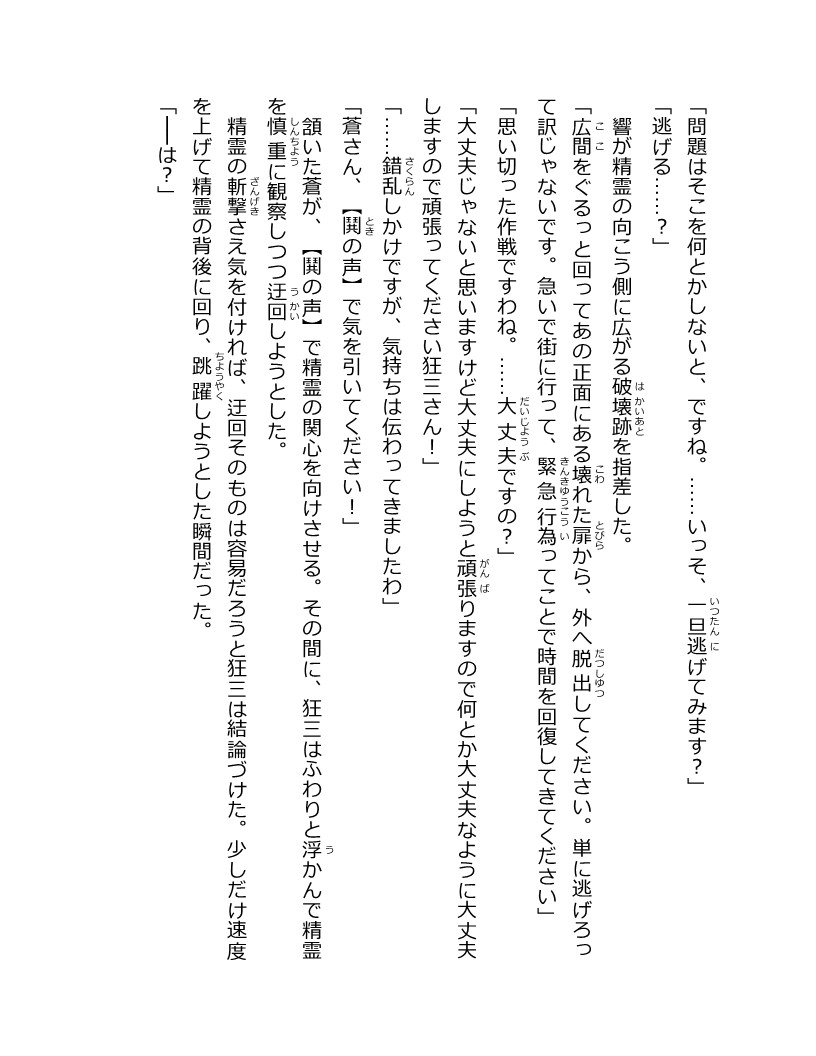 「問題はそこを何とかしないと、ですね。……いっそ、一旦逃げてみます？」
「逃げる……？」
　響が精霊の向こう側に広がる破壊跡を指差した。
「広間をぐるっと回ってあの正面にある壊れた扉から、外へ脱出してください。単に逃げろっ
て訳じゃないです。急いで街に行って、緊急行為ってことで時間を回復してきてください」
「思い切った作戦ですわね。……大丈夫ですの？」
「大丈夫じゃないと思いますけど大丈夫にしようと頑張りますので何とか大丈夫なように大丈夫
しますので頑張ってください狂三さん！」
「……錯乱しかけですが、気持ちは伝わってきましたわ」
「蒼さん、【鬨の声】で気を引いてください！」
　頷いた蒼が、【鬨の声】で精霊の関心を向けさせる。その間に、狂三はふわりと浮かんで精霊
を慎重に観察しつつ迂回しようとした。
　精霊の斬撃さえ気を付ければ、迂回そのものは容易だろうと狂三は結論づけた。少しだけ速度
を上げて精霊の背後に回り、跳躍しようとした瞬間だった。
「──は？」